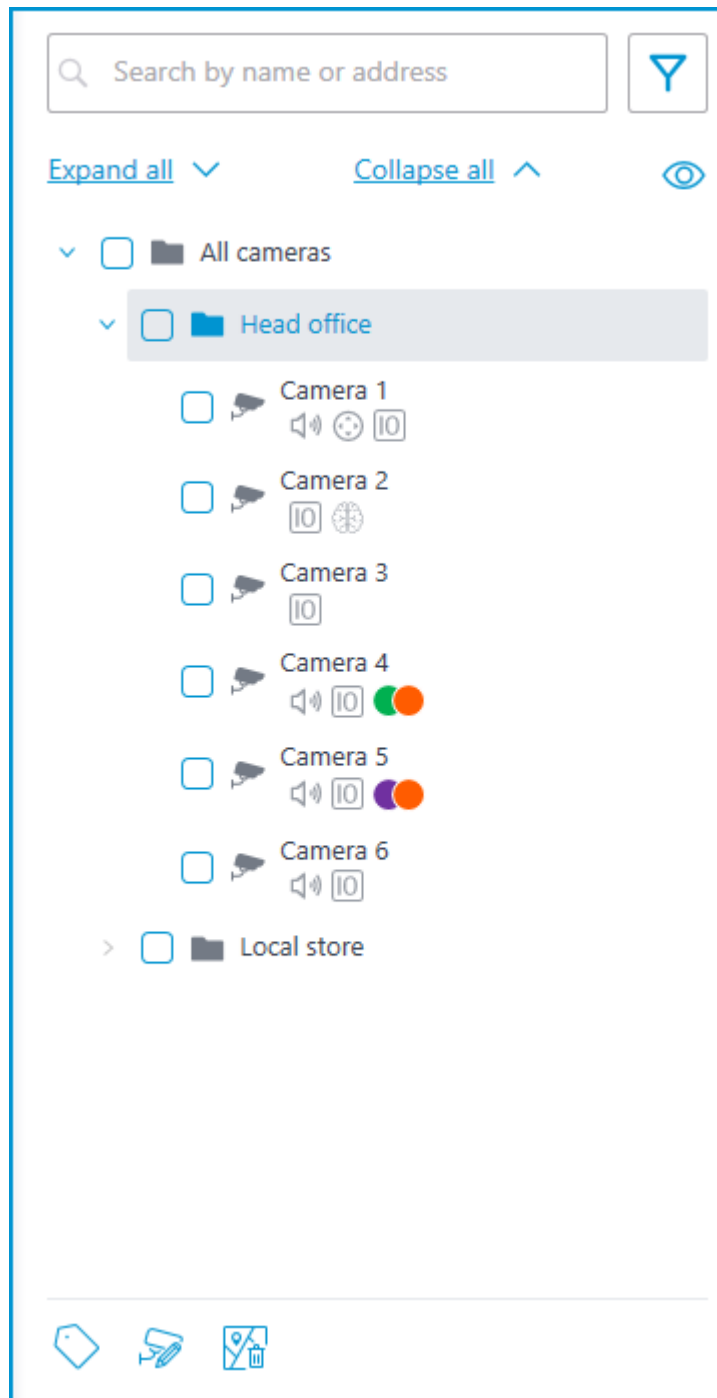 Search by name or address
Expand all Collapse all
All cameras
Head office
Camera 1
IO
Camera 2
IO
Camera 3
IO
Camera 4
IO
Camera 5
IO
Camera 6
IO
Local store